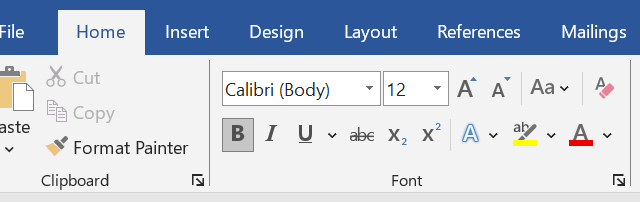 File Home Insert Design Layout References Mailings
Cut
Calibri (Body) 12 A A Aa A
Copy
aste
B I U abc X2 X2 A ab A
Format Painter
Clipboard Font